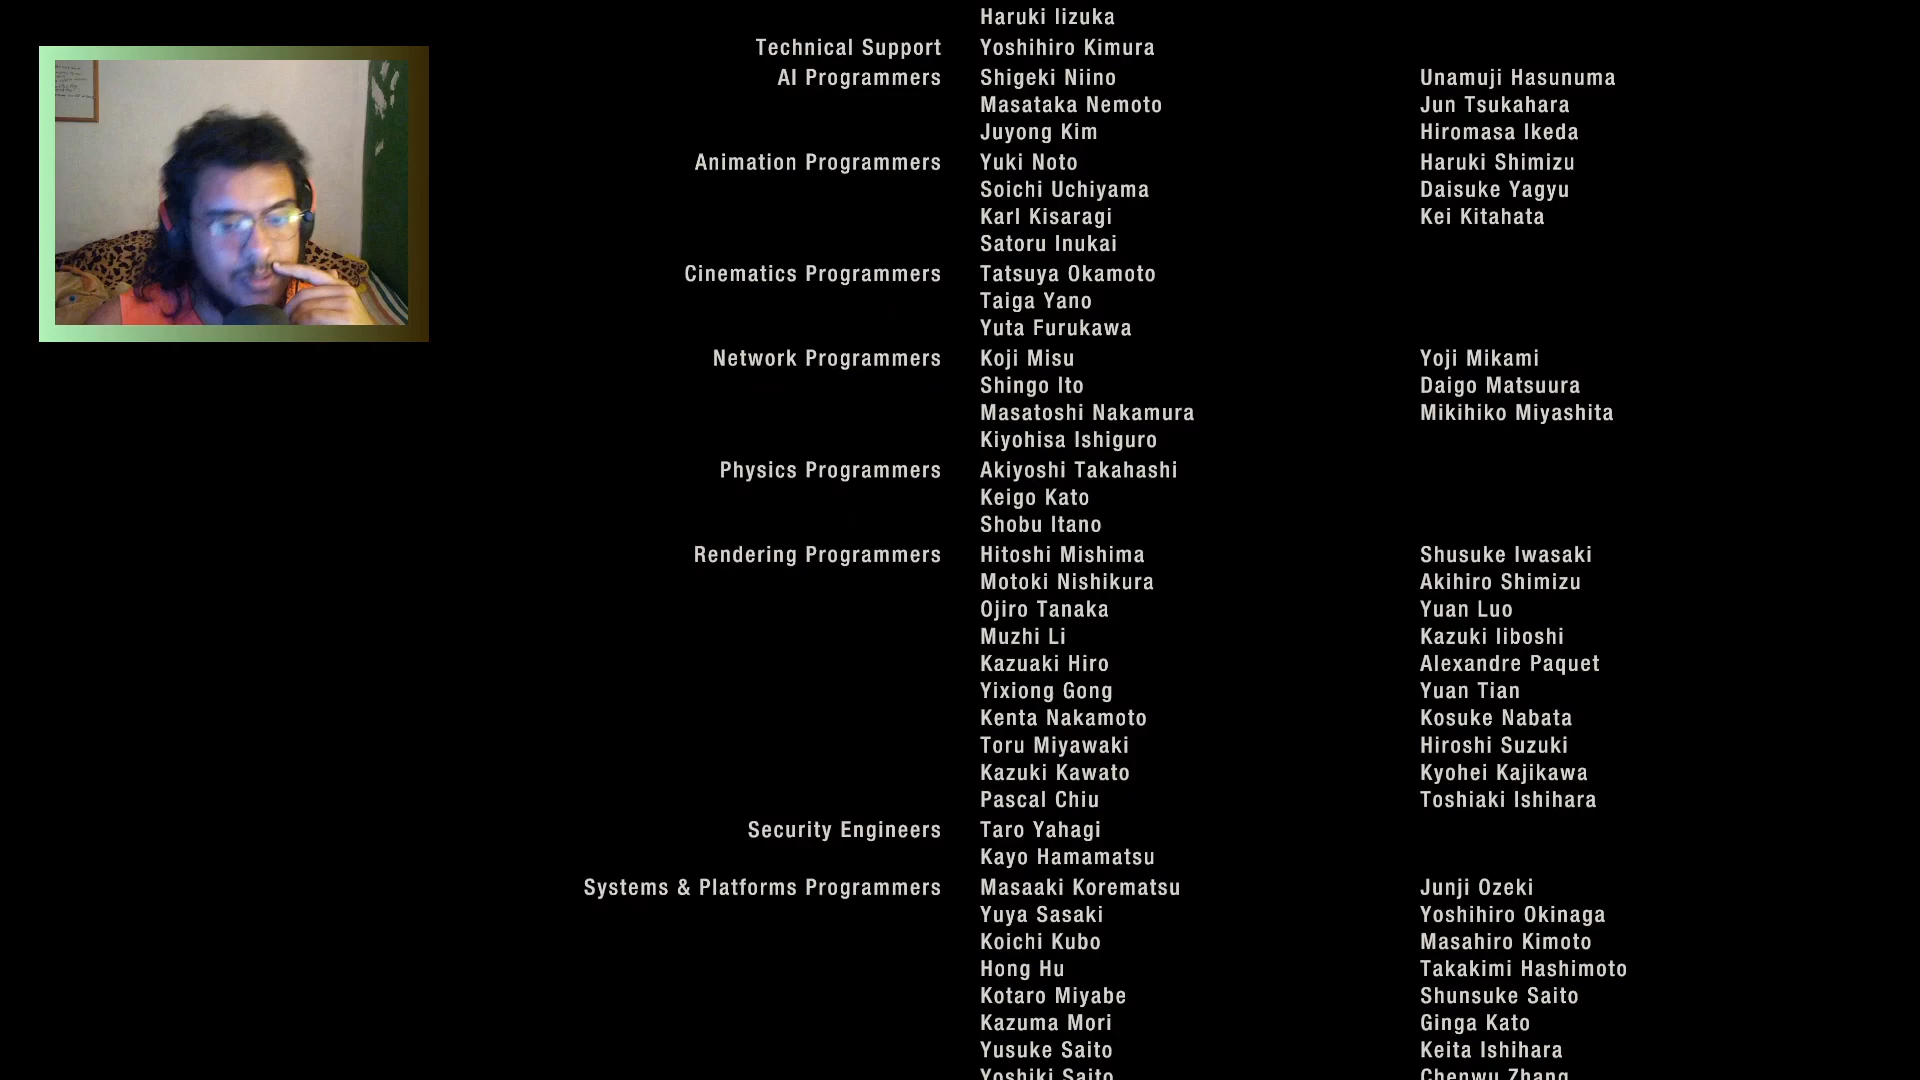 Haruki Iizuka
Technical Support Yoshihiro Kimura
AI Programmers Shigeki Niino Unamuji Hasunuma
Masataka Nemoto Jun Tsukahara
Juyong Kim Hiromasa Ikeda
Animation Programmers Yuki Noto Haruki Shimizu
Soichi Uchiyama Daisuke Yagyu
Karl Kisaragi Kei Kitahata
Satoru Inukai
Cinematics Programmers Tatsuya Okamoto
Taiga Yano
Yuta Furukawa
Network Programmers Koji Misu Yoji Mikami
Shingo Ito Daigo Matsuura
Masatoshi Nakamura Mikihiko Miyashita
Kiyohisa Ishiguro
Physics Programmers Akiyoshi Takahashi
Keigo Kato
Shobu Itano
Rendering Programmers Hitoshi Mishima Shusuke Iwasaki
Motoki Nishikura Akihiro Shimizu
Ojiro Tanaka Yuan Luo
Muzhi Li Kazuki Iiboshi
Kazuaki Hiro Alexandre Paquet
Yixiong Gong Yuan Tian
Kenta Nakamoto Kosuke Nabata
Toru Miyawaki Hiroshi Suzuki
Kazuki Kawato Kyohei Kajikawa
Pascal Chiu Toshiaki Ishihara
Security Engineers Taro Yahagi
Kayo Hamamatsu
Systems & Platforms Programmers Masaaki Korematsu Junji Ozeki
Yuya Sasaki Yoshihiro Okinaga
Koichi Kubo Masahiro Kimoto
Hong Hu Takakimi Hashimoto
Kotaro Miyabe Shunsuke Saito
Kazuma Mori Ginga Kato
Yusuke Saito Keita Ishihara
Yoshiki Saito Chenwu Zhang